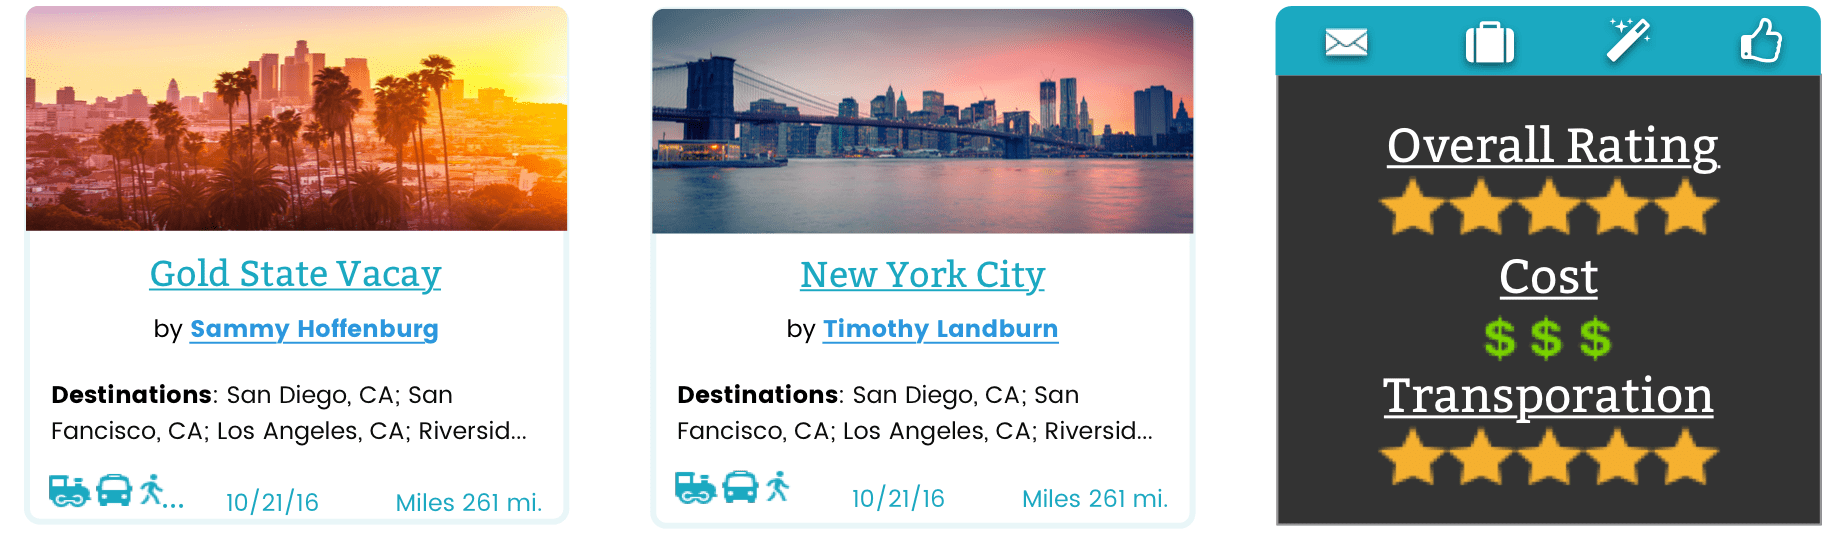 Gold State Vacay
by Sammy Hoffenburg
Destinations: San Diego, CA; San
Fancisco, CA; Los Angeles, CA; Riversid...
... 10/21/16 Miles 261 mi.
New York City
by Timothy Landburn
Destinations: San Diego, CA; San
Fancisco, CA; Los Angeles, CA; Riversid...
10/21/16 Miles 261 mi.
Overall Rating
Cost
$ $ $
Transporation